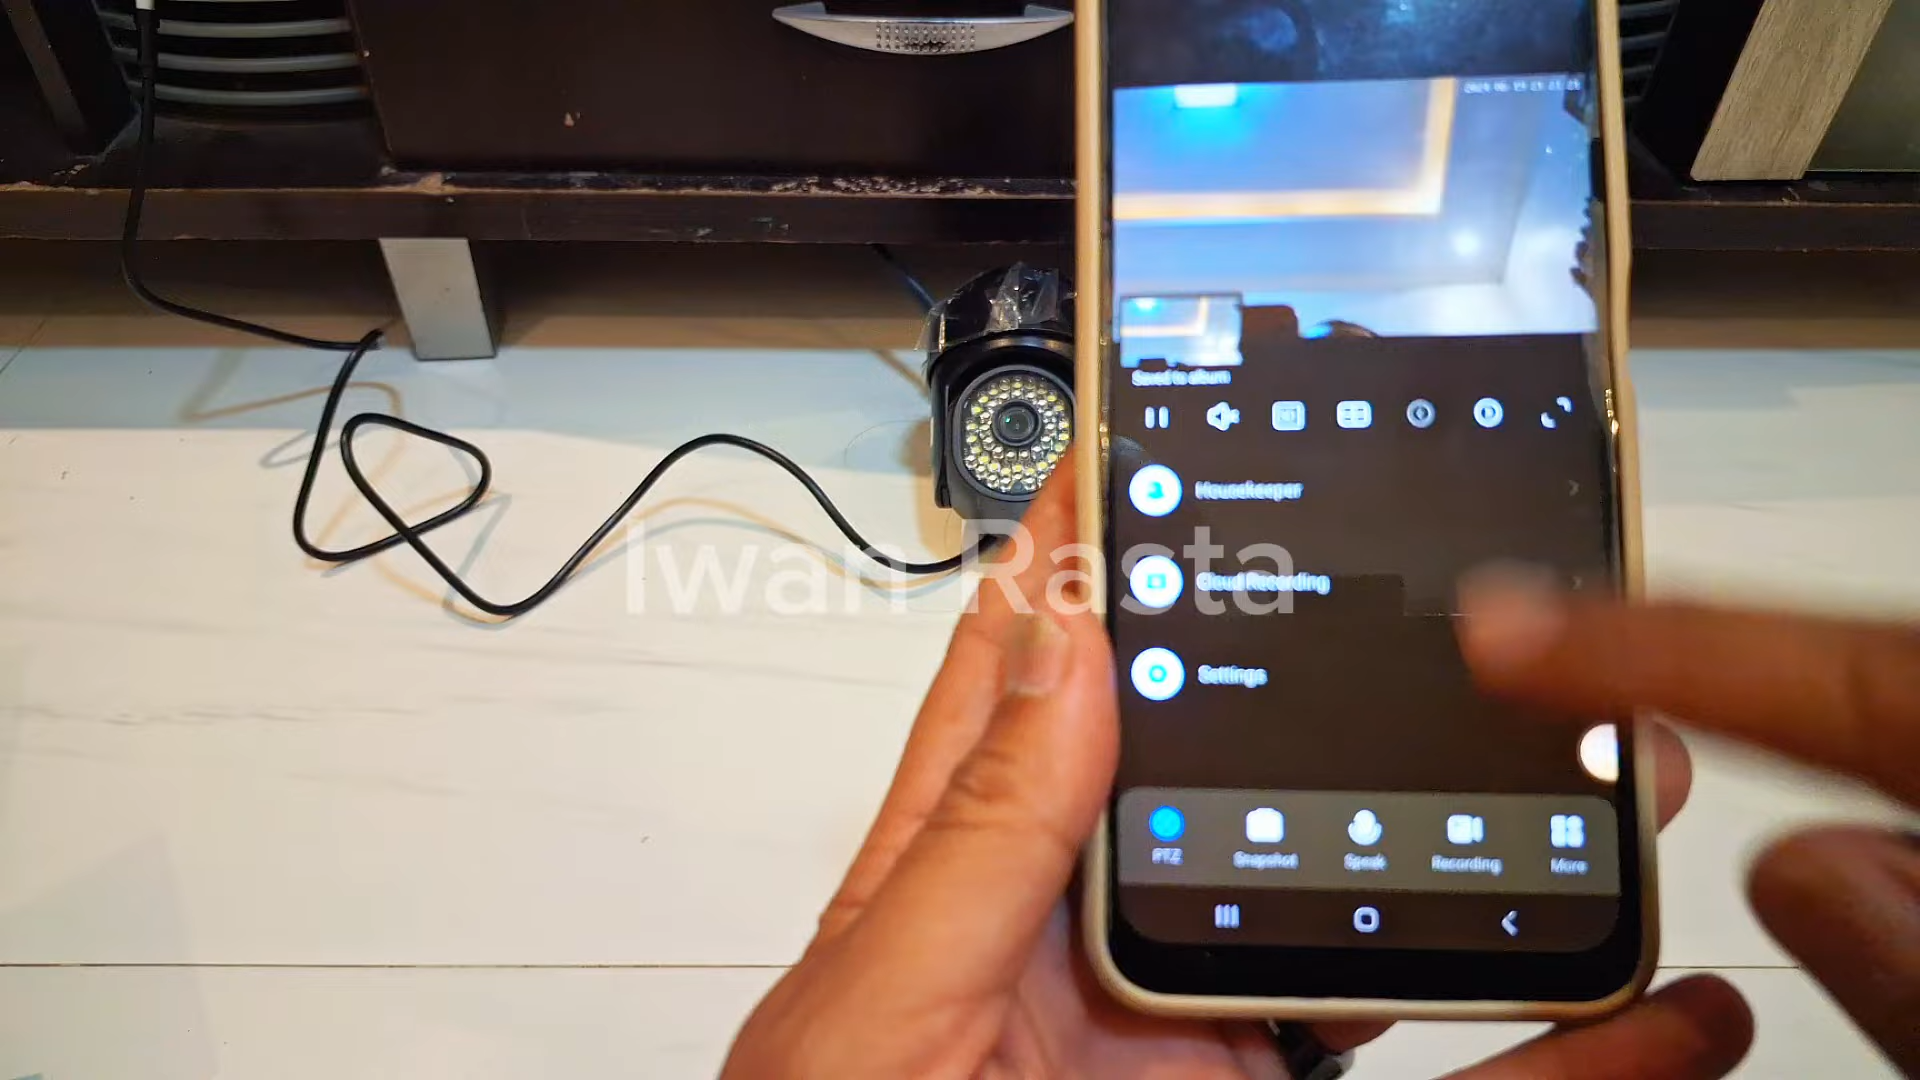 Saved to album
Housekeeper
Iwan Rasta
Cloud Recording
Settings
PTZ
Snapshot
Speak
Recording
More